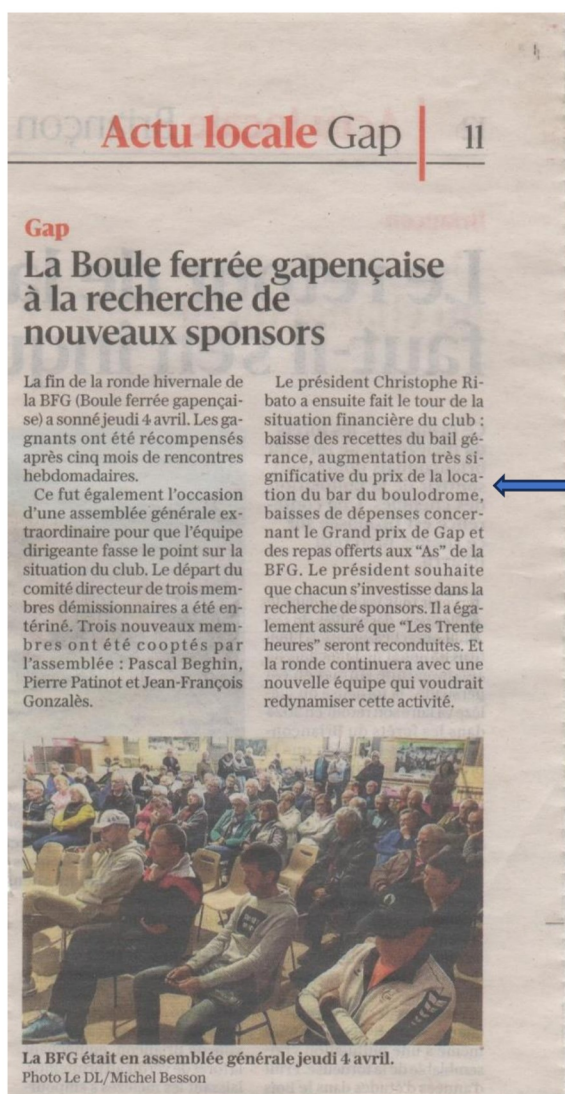 Actu locale Gap 11
Gap
La Boule ferrée gapençaise
à la recherche de
nouveaux sponsors
La fin de la ronde hivernale de
la BFG (Boule ferrée gapençai-
se) a sonné jeudi 4 avril. Les ga-
gnants ont été récompensés
après cinq mois de rencontres
hebdomadaires.
Ce fut également l'occasion
d'une assemblée générale ex-
traordinaire pour que l'équipe
dirigeante fasse le point sur la
situation du club. Le départ du
comité directeur de trois mem-
bres démissionnaires a été en-
tériné. Trois nouveaux mem-
bres ont été cooptés par
l'assemblée : Pascal Beghin,
Pierre Patinot et Jean-François
Gonzalès.
Le président Christophe Ri-
bato a ensuite fait le tour de la
situation financière du club :
baisse des recettes du bail gé-
rance, augmentation très si-
gnificative du prix de la loca-
tion du bar du boulodrome,
baisses de dépenses concer-
nant le Grand prix de Gap et
des repas offerts aux “As” de la
BFG. Le président souhaite
que chacun s'investisse dans la
recherche de sponsors. Il a éga-
lement assuré que “Les Trente
heures” seront reconduites. Et
la ronde continuera avec une
nouvelle équipe qui voudrait
redynamiser cette activité.
La BFG était en assemblée générale jeudi 4 avril.
Photo Le DL/Michel Besson